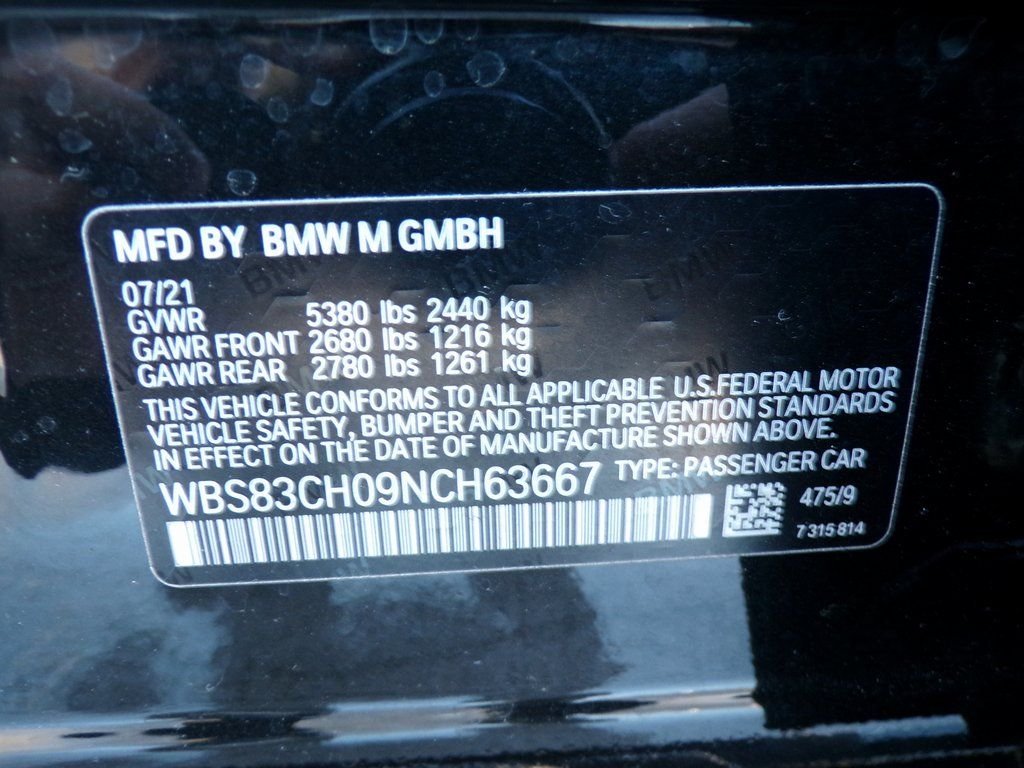 MFD BY BMW M GMBH
07/21
GVWR 5380 lbs 2440 kg
GAWR FRONT 2680 lbs 1216 kg
GAWR REAR 2780 lbs 1261 kg
THIS VEHICLE CONFORMS TO ALL APPLICABLE U.S.FEDERAL MOTOR
VEHICLE SAFETY, BUMPER AND THEFT PREVENTION STANDARDS
IN EFFECT ON THE DATE OF MANUFACTURE SHOWN ABOVE.
WBS83CH09NCH63667 TYPE: PASSENGER CAR
475/9
7 315 814